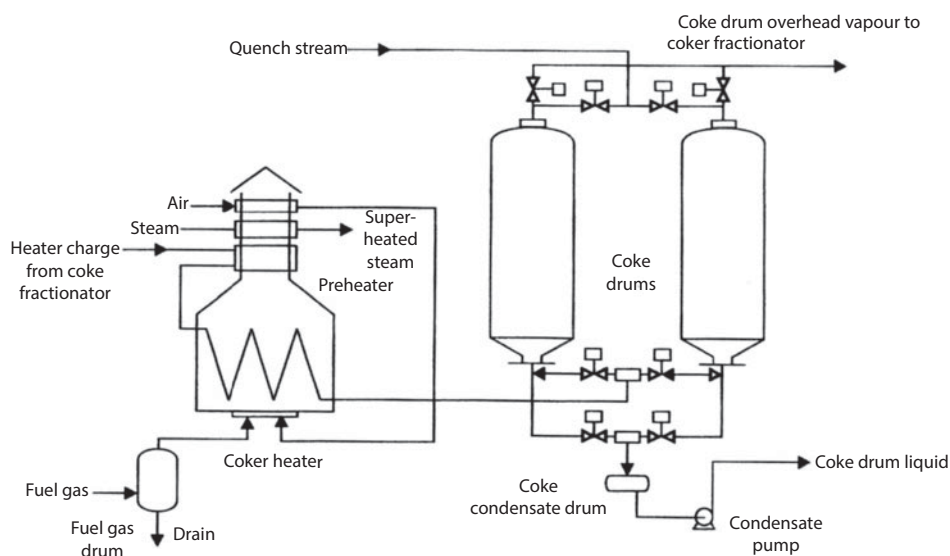 Quench stream
Coke drum overhead vapour to
coker fractionator
Air
Steam
Super-
heated
steam
Heater charge
from coke
fractionator
Preheater
Coke
drums
Coker heater
Fuel gas
Fuel gas
drum
Drain
Coke
condensate drum
Coke drum liquid
Condensate
pump